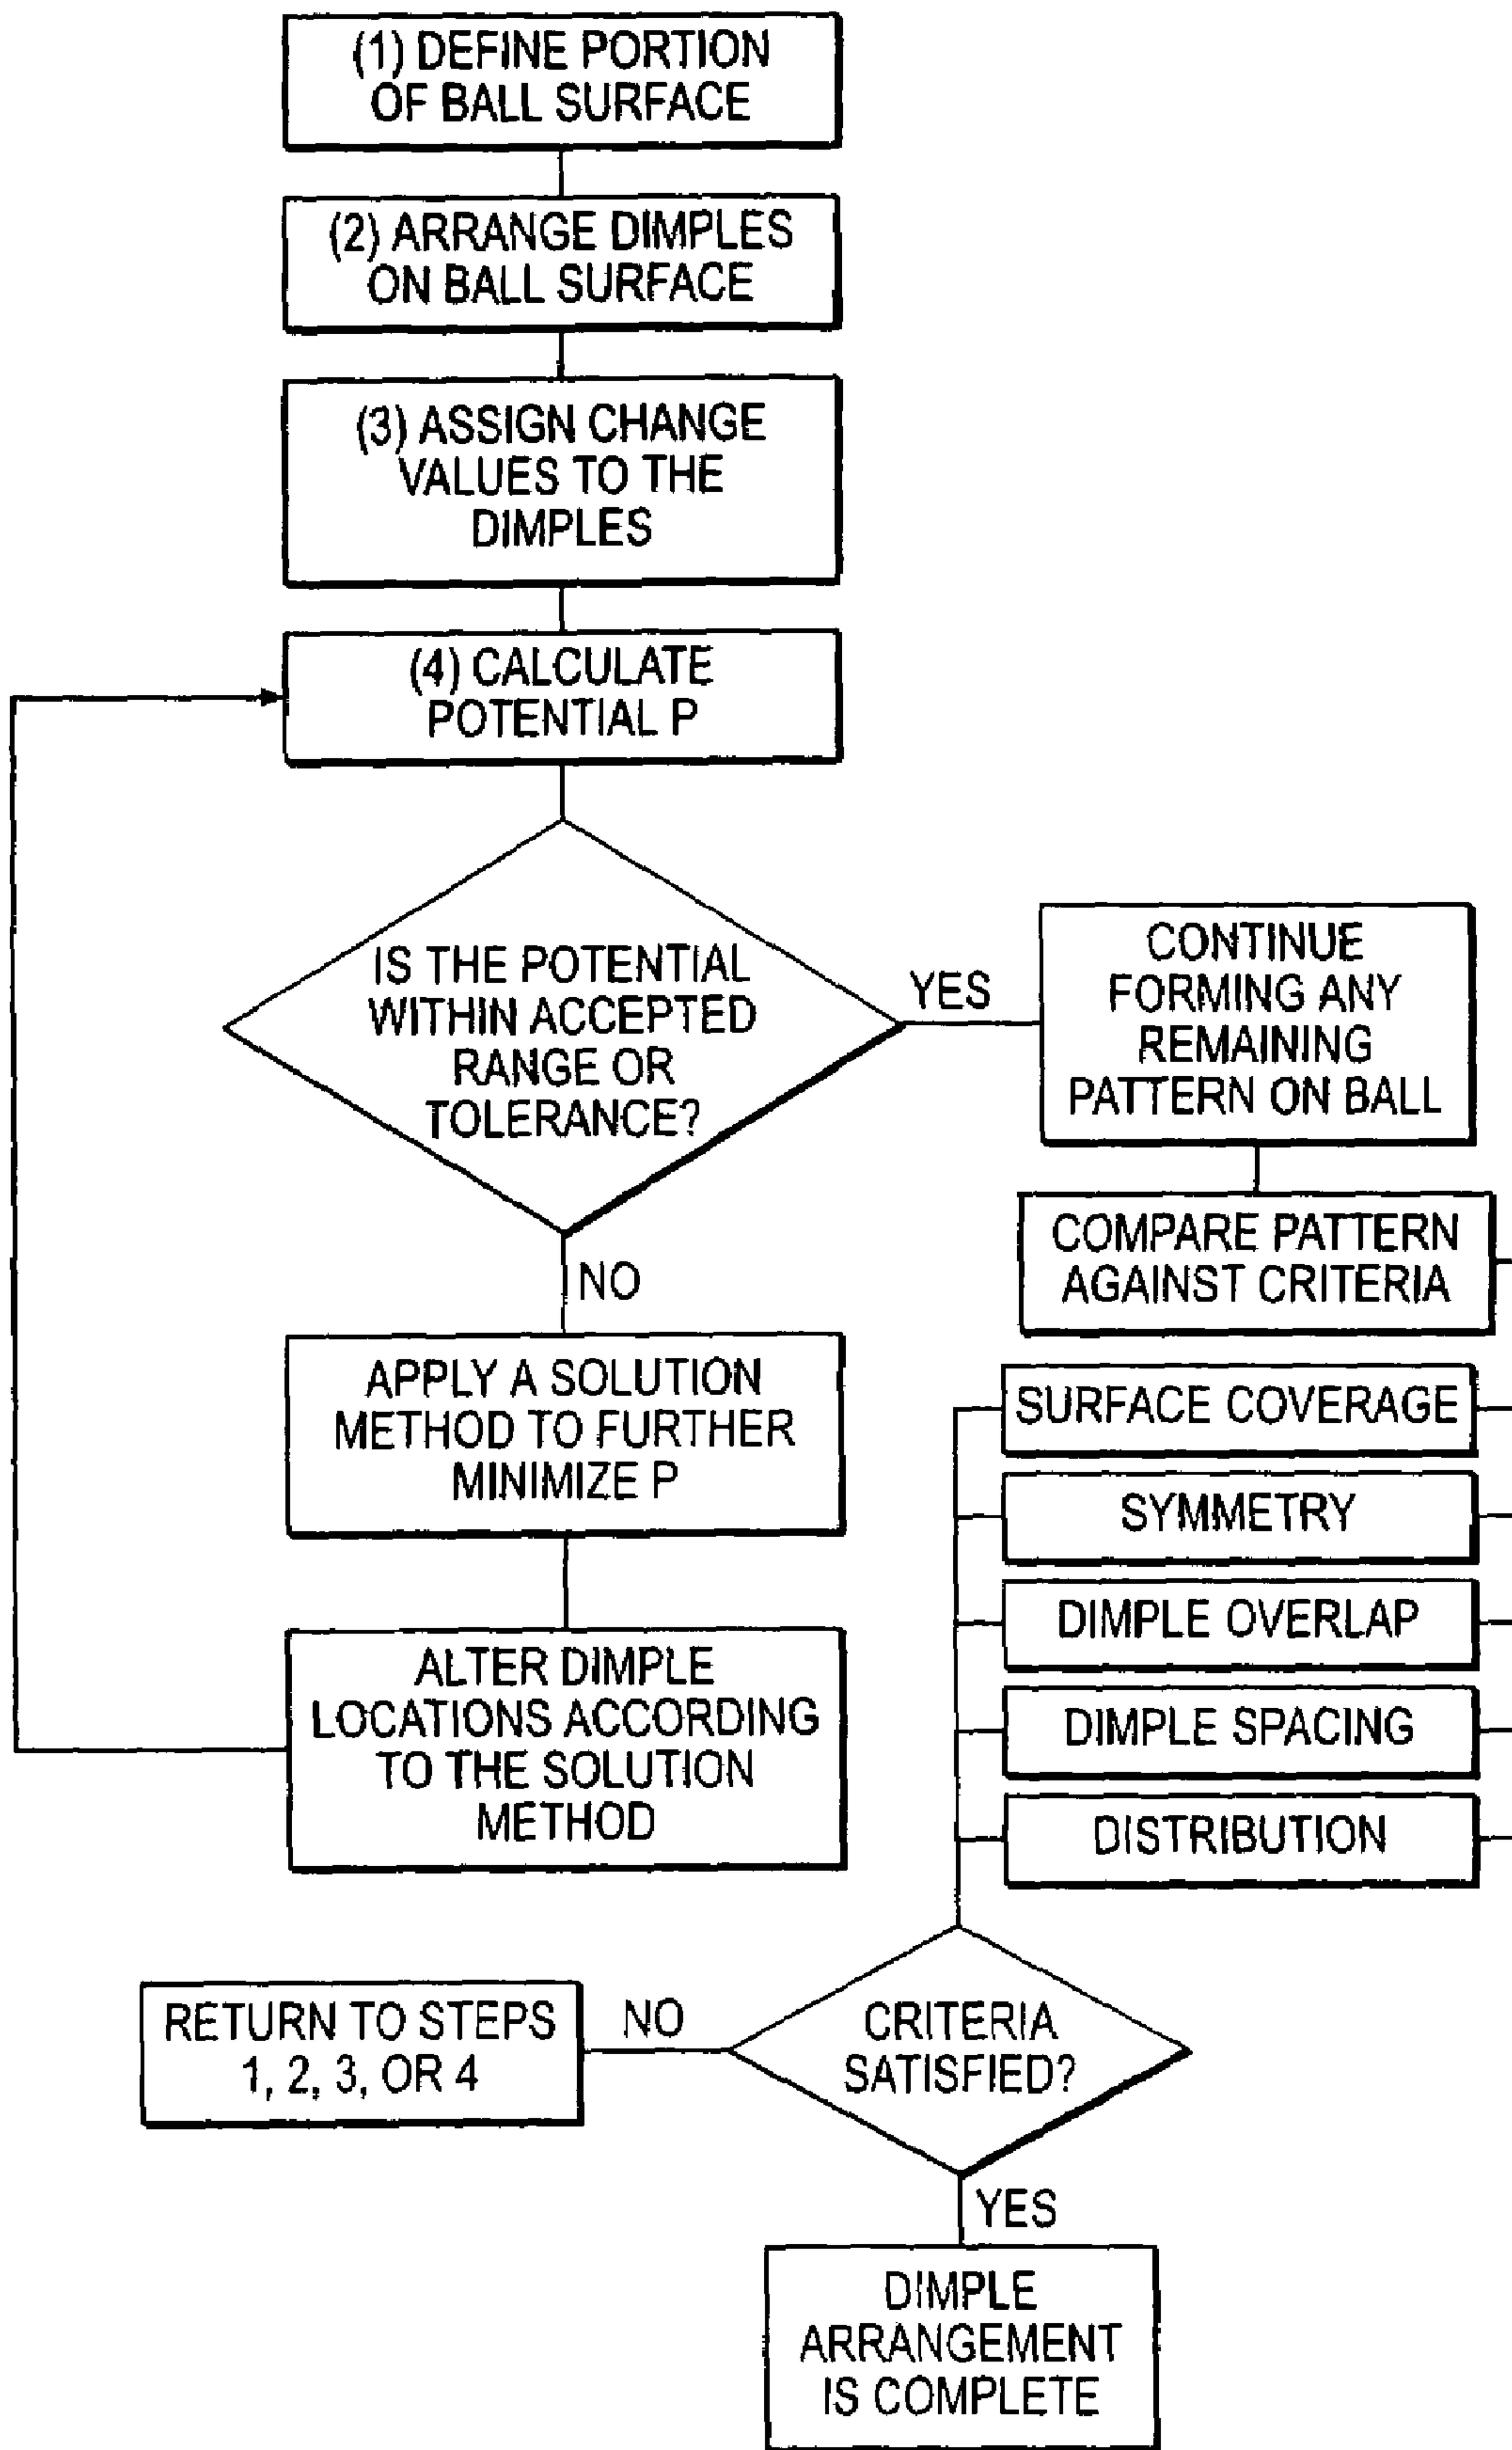 (1) DEFINE PORTION
OF BALL SURFACE
(2) ARRANGE DIMPLES
ON BALL SURFACE
(3) ASSIGN CHANGE
VALUES TO THE
DIMPLES
(4) CALCULATE
POTENTIAL P
IS THE POTENTIAL
WITHIN ACCEPTED
RANGE OR
TOLERANCE?
YES
CONTINUE
FORMING ANY
REMAINING
PATTERN ON BALL
COMPARE PATTERN
AGAINST CRITERIA
NO
APPLY A SOLUTION
METHOD TO FURTHER
MINIMIZE P
ALTER DIMPLE
LOCATIONS ACCORDING
TO THE SOLUTION
METHOD
SURFACE COVERAGE
SYMMETRY
DIMPLE OVERLAP
DIMPLE SPACING
DISTRIBUTION
CRITERIA
SATISFIED?
NO
RETURN TO STEPS
1, 2, 3, OR 4
YES
DIMPLE
ARRANGEMENT
IS COMPLETE